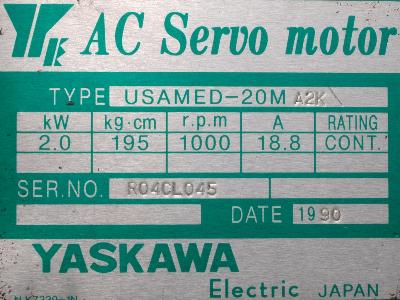 AC Servo motor
TYPE USAMED-20M A2K
kW kg·cm r.p.m A RATING
2.0 195 1000 18.8 CONT.
SER.NO. R04CL045
DATE 1990
YASKAWA
Electric JAPAN